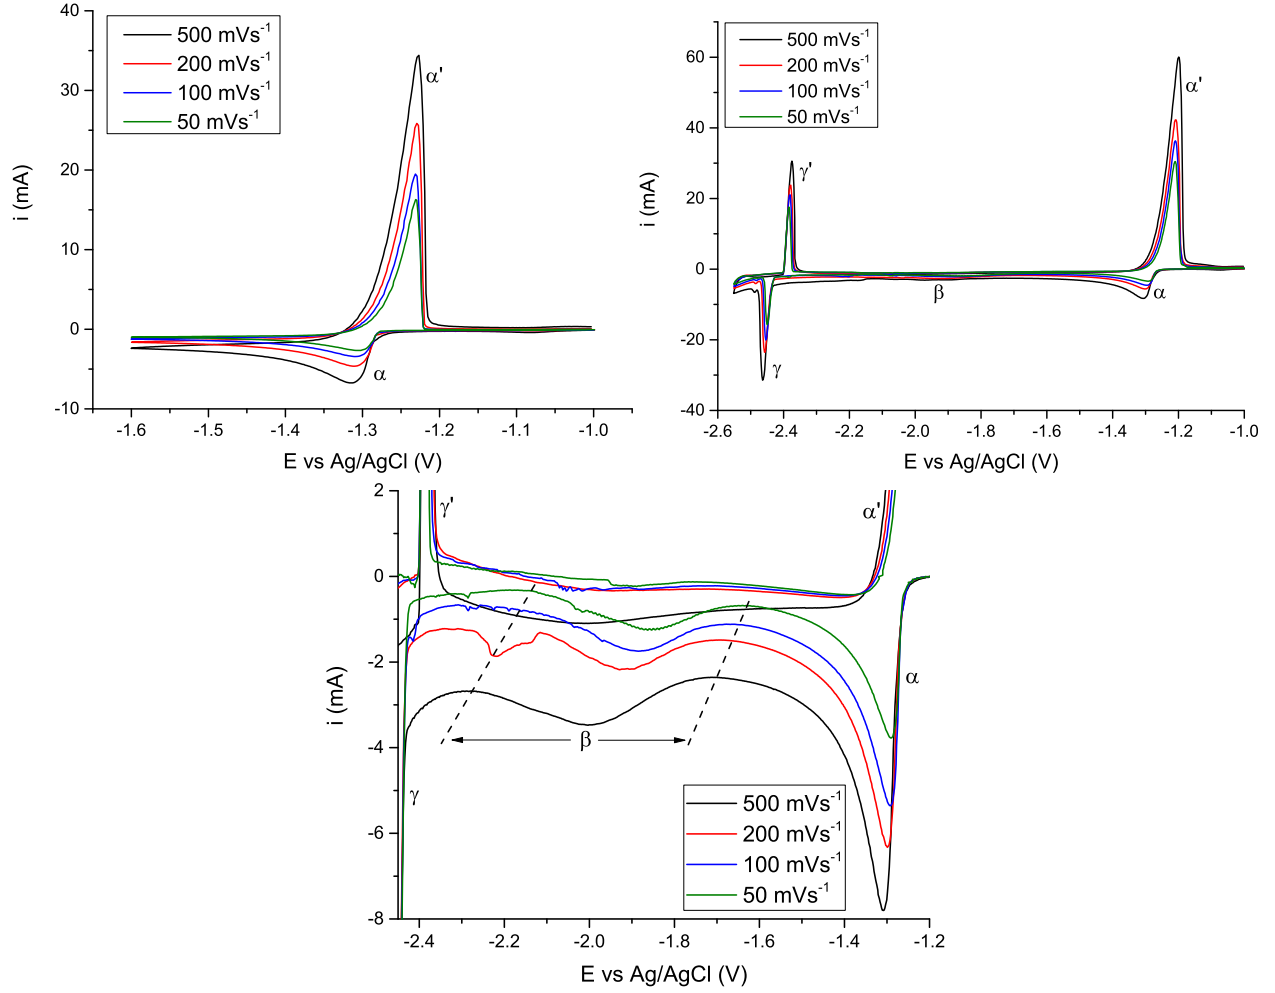 40
30
20
10
0
-10
i (mA)
500 mVs-1
200 mVs-1
100 mVs-1
50 mVs-1
α'
α
-1.6 -1.5 -1.4 -1.3 -1.2 -1.1 -1.0
E vs Ag/AgCl (V)
60
40
20
0
-20
-40
i (mA)
500 mVs-1
200 mVs-1
100 mVs-1
50 mVs-1
γ'
α'
β
α
γ
-2.6 -2.4 -2.2 -2.0 -1.8 -1.6 -1.4 -1.2 -1.0
E vs Ag/AgCl (V)
2
0
-2
-4
-6
-8
i (mA)
γ'
α'
α
β
γ
500 mVs-1
200 mVs-1
100 mVs-1
50 mVs-1
-2.4 -2.2 -2.0 -1.8 -1.6 -1.4 -1.2
E vs Ag/AgCl (V)